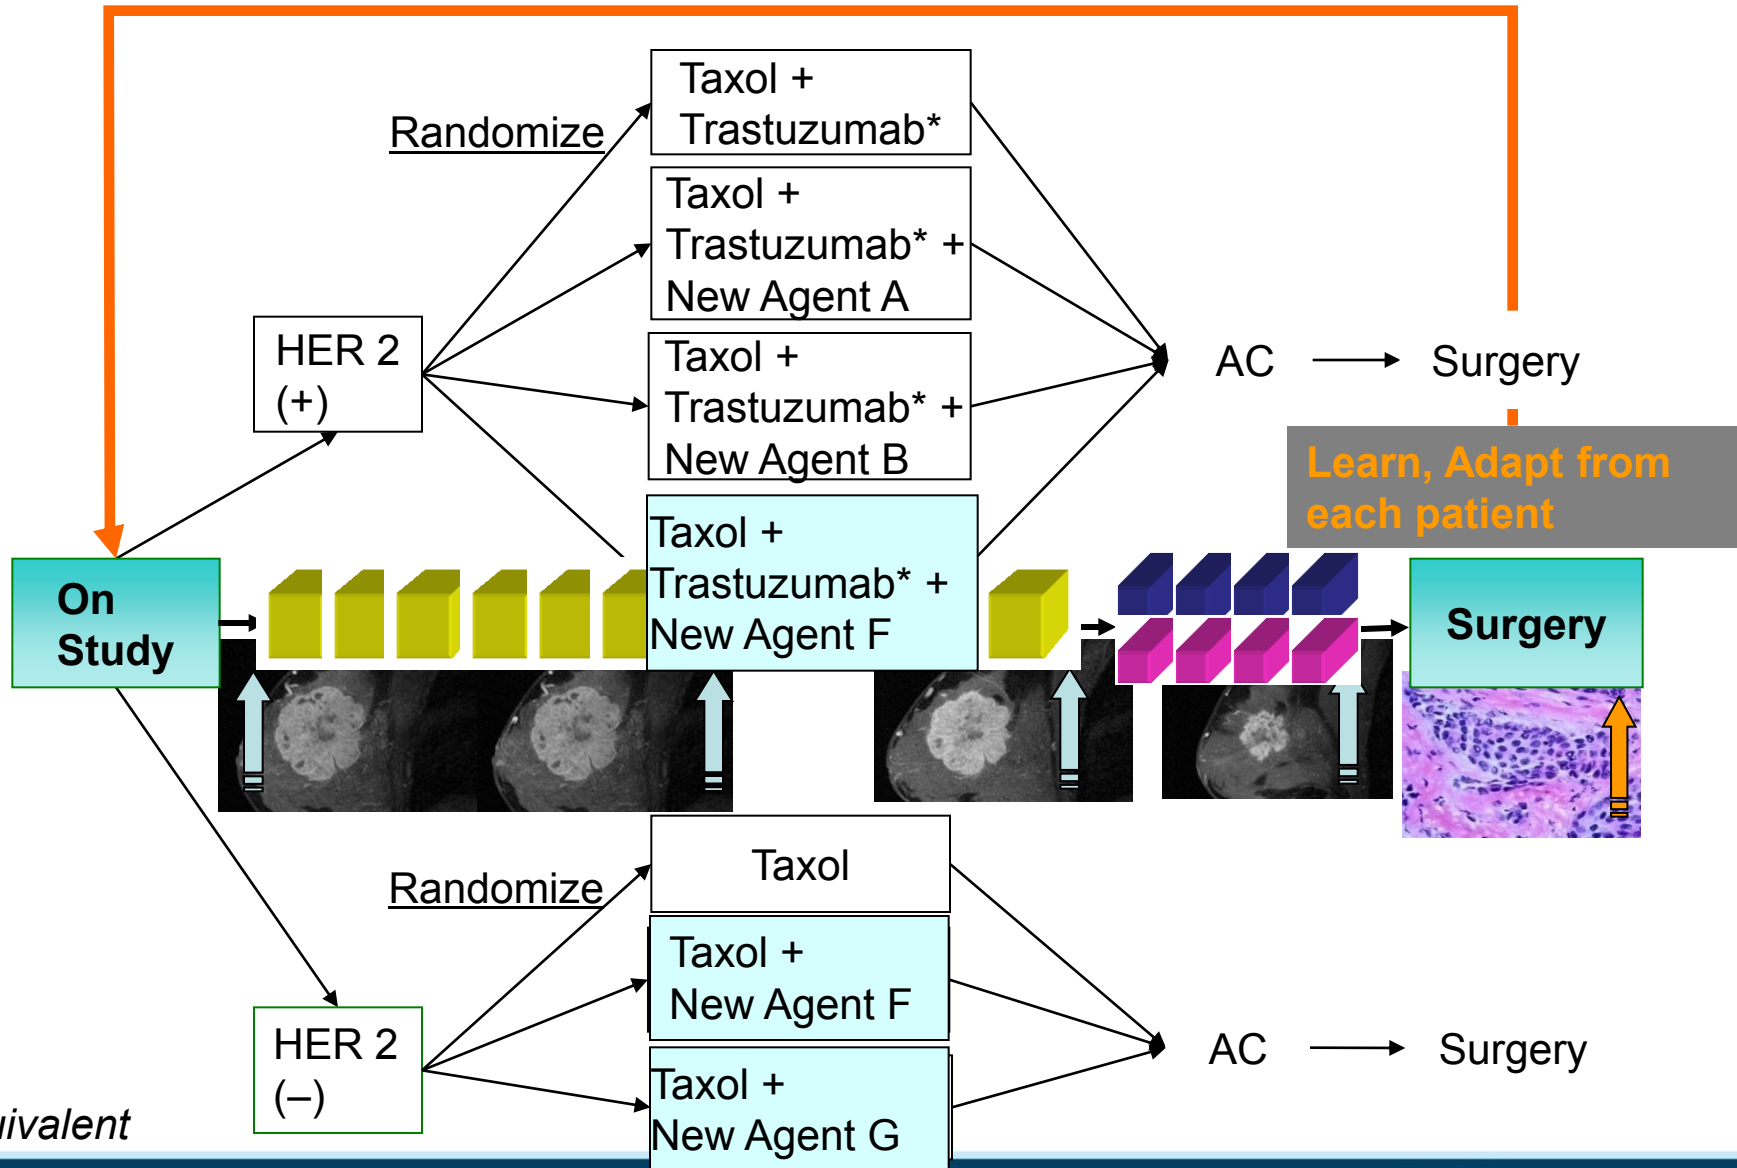 Taxol +
Trastuzumab*
Randomize
Taxol +
Trastuzumab* +
New Agent A
HER 2
(+)
Taxol +
Trastuzumab* +
New Agent B
AC
Surgery
Learn, Adapt from
each patient
Taxol +
Trastuzumab* +
New Agent F
On
Study
Surgery
Taxol
Randomize
Taxol +
New Agent F
HER 2
(–)
Taxol +
New Agent G
AC
Surgery